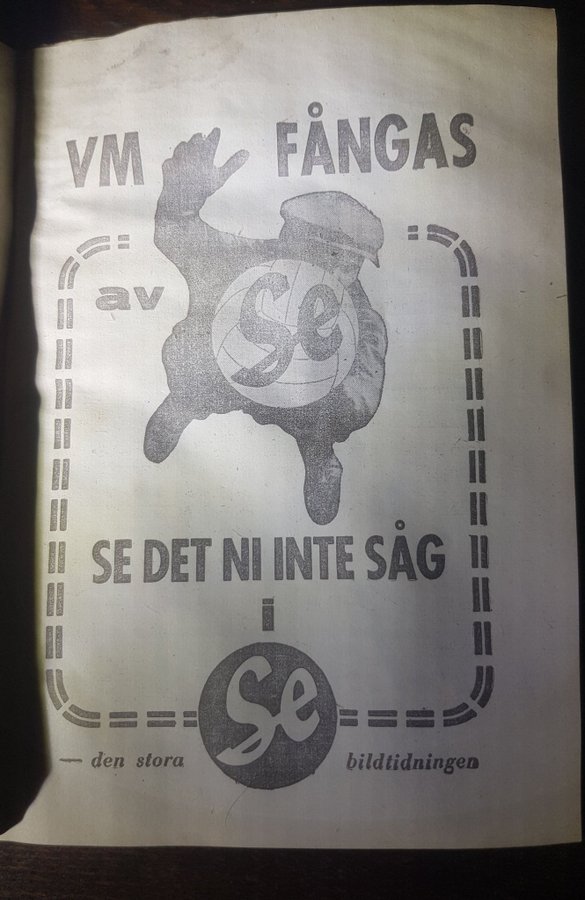 VM FÅNGAS
av
Se
SE DET NI INTE SÅG
i
Se
— den stora bildtidningen